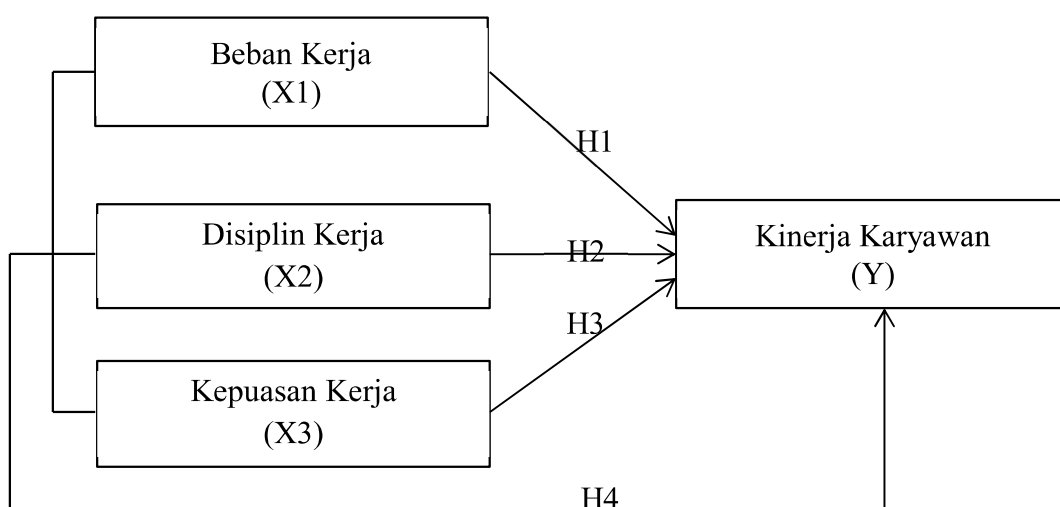 Beban Kerja
(X1)
H1
Disiplin Kerja
(X2)
H2
Kinerja Karyawan
(Y)
H3
Kepuasan Kerja
(X3)
H4